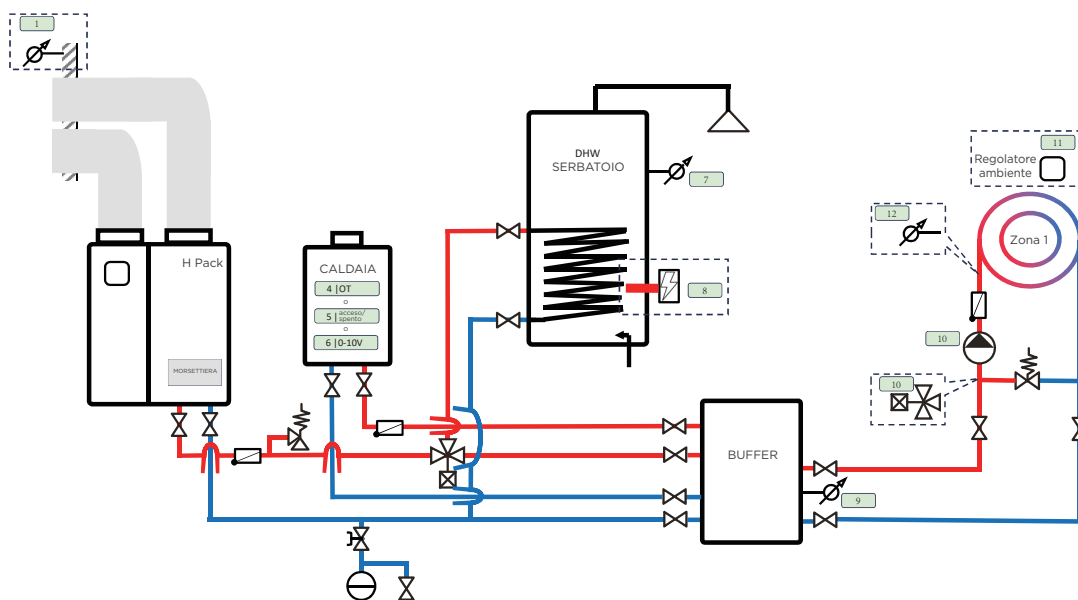 1
11
Regolatore
ambiente
DHW
SERBATOIO
7
12
Zona 1
H Pack
CALDAIA
4 |OT
o
5 | acceso/
spento
o
6 | 0-10V
8
10
MORSETTIERA
10
BUFFER
9